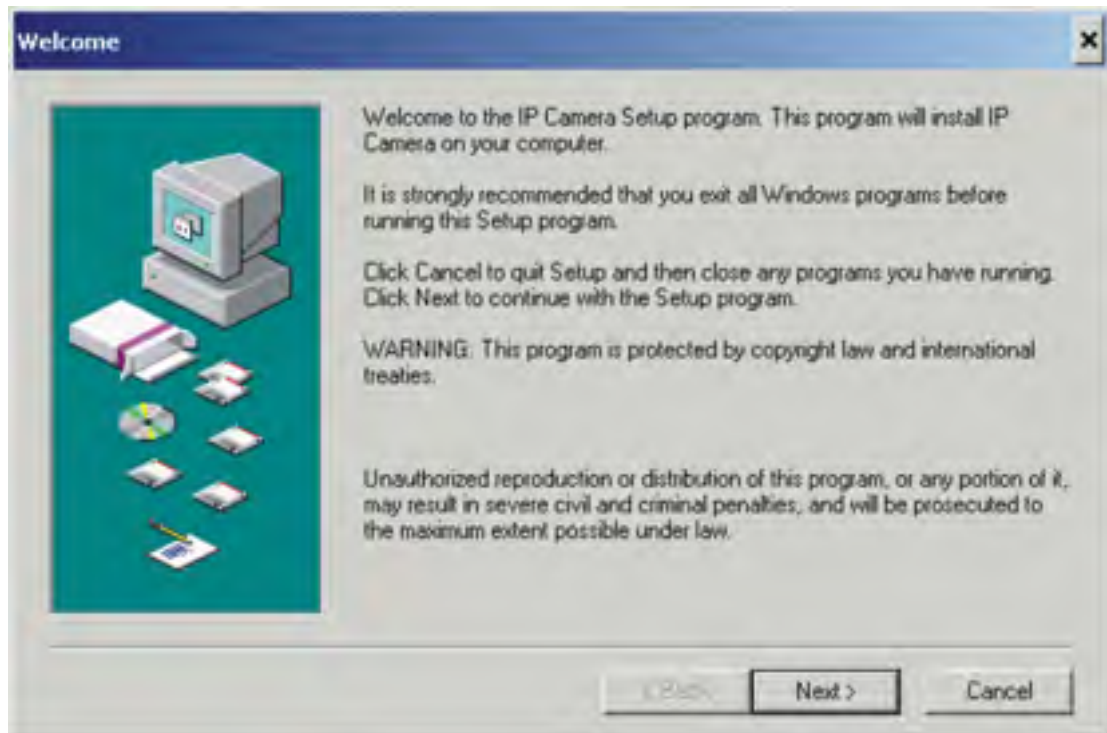 Welcome
Welcome to the IP Camera Setup program. This program will install IP
Camera on your computer.
It is strongly recommended that you exit all Windows programs before
running this Setup program.
Click Cancel to quit Setup and then close any programs you have running.
Click Next to continue with the Setup program.
WARNING: This program is protected by copyright law and international
treaties.
Unauthorized reproduction or distribution of this program, or any portion of it,
may result in severe civil and criminal penalties, and will be prosecuted to
the maximum extent possible under law.
< Back
Next >
Cancel